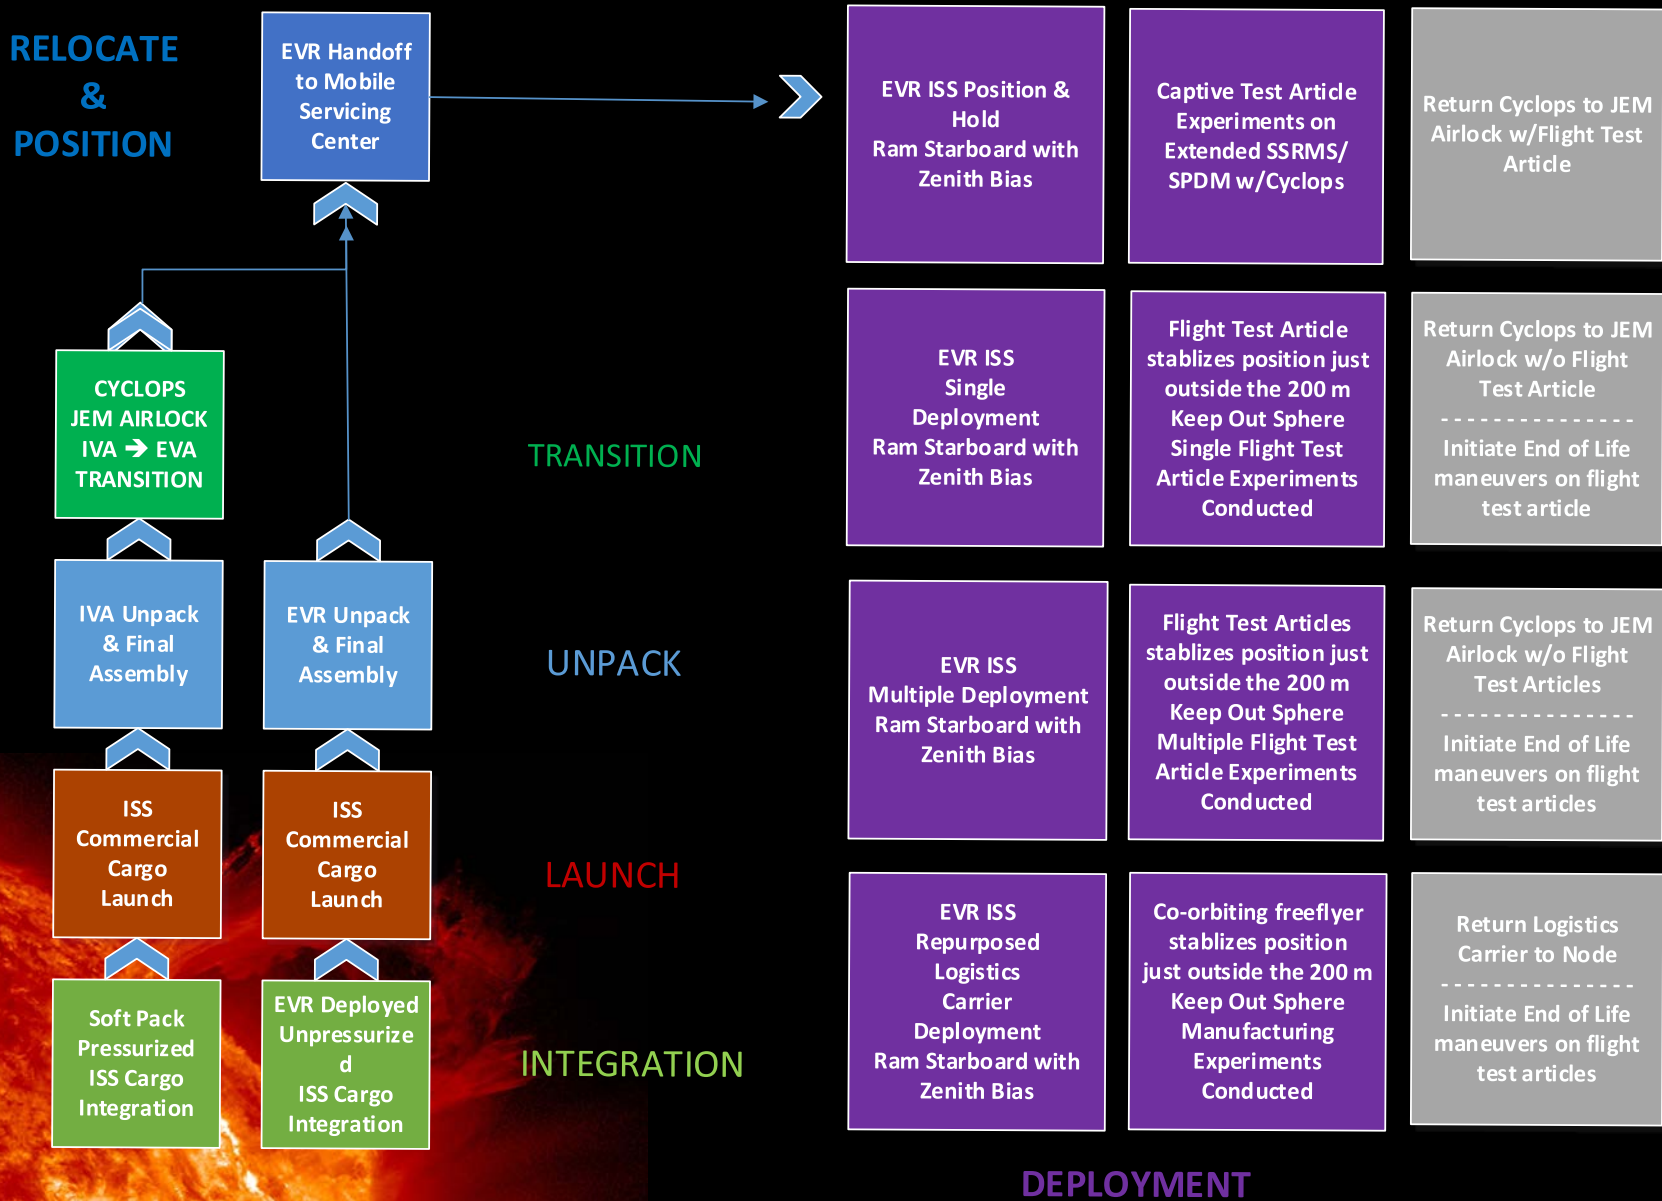 RELOCATE
&
POSITION
EVR Handoff
to Mobile
Servicing
Center
CYCLOPS
JEM AIRLOCK
IVA ➔ EVA
TRANSITION
TRANSITION
IVA Unpack
& Final
Assembly
EVR Unpack
& Final
Assembly
UNPACK
ISS
Commercial
Cargo
Launch
ISS
Commercial
Cargo
Launch
LAUNCH
Soft Pack
Pressurized
ISS Cargo
Integration
EVR Deployed
Unpressurize
d
ISS Cargo
Integration
INTEGRATION
EVR ISS Position &
Hold
Ram Starboard with
Zenith Bias
Captive Test Article
Experiments on
Extended SSRMS/
SPDM w/Cyclops
Return Cyclops to JEM
Airlock w/Flight Test
Article
EVR ISS
Single
Deployment
Ram Starboard with
Zenith Bias
Flight Test Article
stablizes position just
outside the 200 m
Keep Out Sphere
Single Flight Test
Article Experiments
Conducted
Return Cyclops to JEM
Airlock w/o Flight
Test Article
- - - - - - - - - - - - - -
Initiate End of Life
maneuvers on flight
test article
EVR ISS
Multiple Deployment
Ram Starboard with
Zenith Bias
Flight Test Articles
stablizes position just
outside the 200 m
Keep Out Sphere
Multiple Flight Test
Article Experiments
Conducted
Return Cyclops to JEM
Airlock w/o Flight
Test Articles
- - - - - - - - - - - - - -
Initiate End of Life
maneuvers on flight
test articles
EVR ISS
Repurposed
Logistics
Carrier
Deployment
Ram Starboard with
Zenith Bias
Co-orbiting freeflyer
stablizes position
just outside the 200 m
Keep Out Sphere
Manufacturing
Experiments
Conducted
Return Logistics
Carrier to Node
- - - - - - - - - - - - - -
Initiate End of Life
maneuvers on flight
test articles
DEPLOYMENT